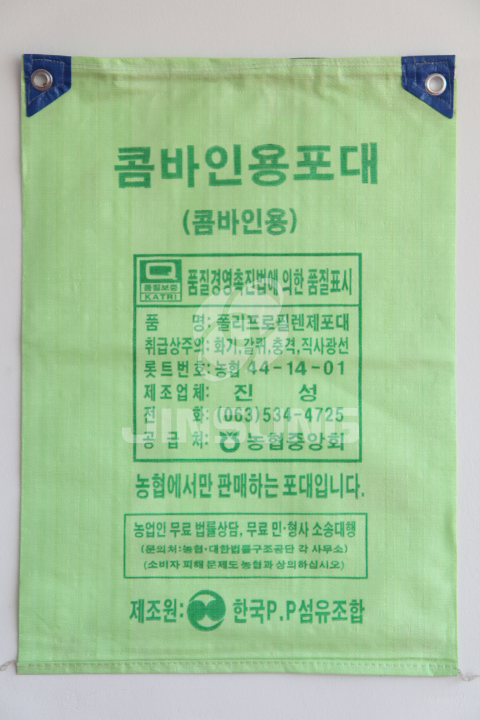 콤바인용포대
(콤바인용)
품질보증
KATRI
품질경영촉진법에 의한 품질표시
품 명: 폴리프로필렌제포대
취급상주의: 화기,갈퀴,충격,직사광선
롯트번호: 농협 44-14-01
제조업체: 진 성
전 화: (063)534-4725
공급처: 농협중앙회
JINSUNG
농협에서만 판매하는 포대입니다.
농업인 무료 법률상담, 무료 민·형사 소송대행
(문의처:농협·대한법률구조공단 각 사무소)
(소비자 피해 문제도 농협과 상의하십시오)
제조원: 한국P.P섬유조합